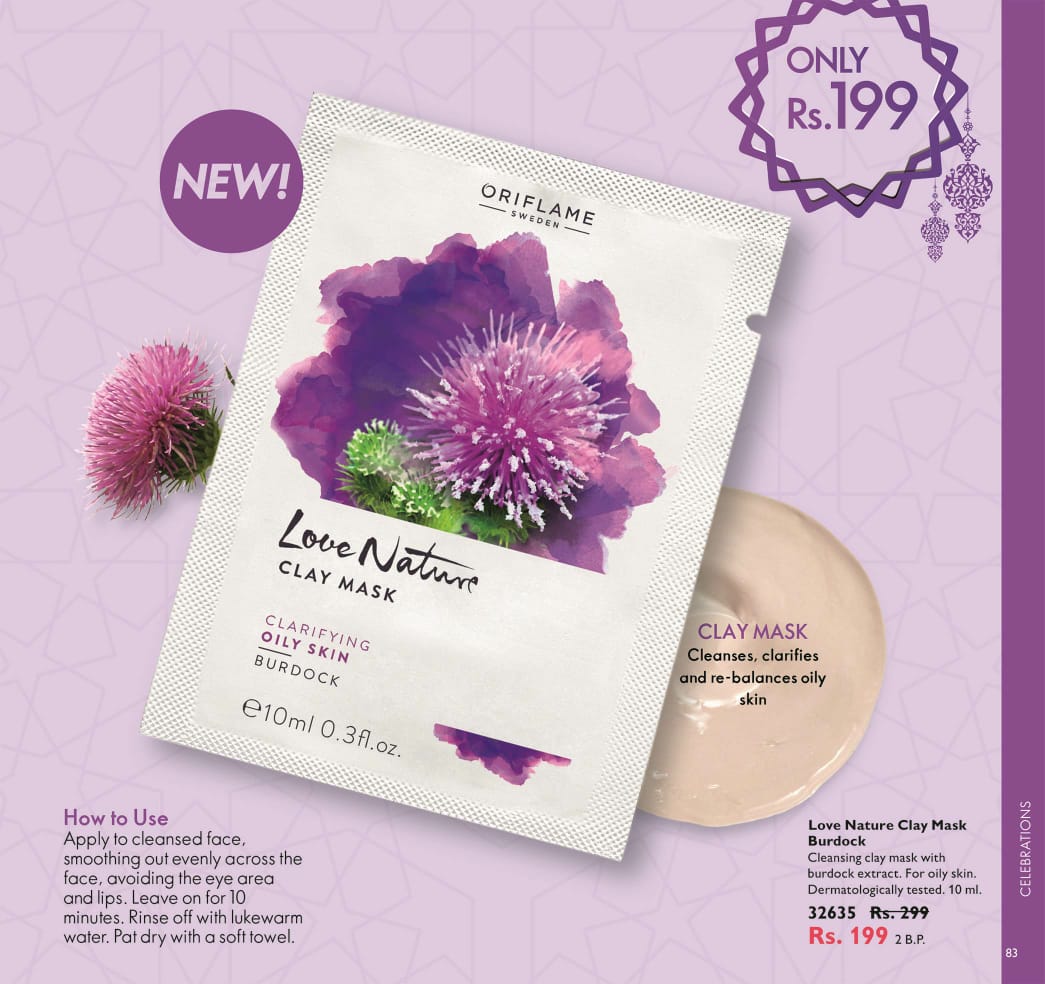 ONLY
Rs.199
NEW!
ORIFLAME
SWEDEN
Love Nature
CLAY MASK
CLARIFYING
OILY SKIN
BURDOCK
℮10ml 0.3fl.oz.
CLAY MASK
Cleanses, clarifies
and re-balances oily
skin
How to Use
Apply to cleansed face,
smoothing out evenly across the
face, avoiding the eye area
and lips. Leave on for 10
minutes. Rinse off with lukewarm
water. Pat dry with a soft towel.
Love Nature Clay Mask
Burdock
Cleansing clay mask with
burdock extract. For oily skin.
Dermatologically tested. 10 ml.
32635 Rs. 299
Rs. 199 2 B.P.
CELEBRATIONS
83